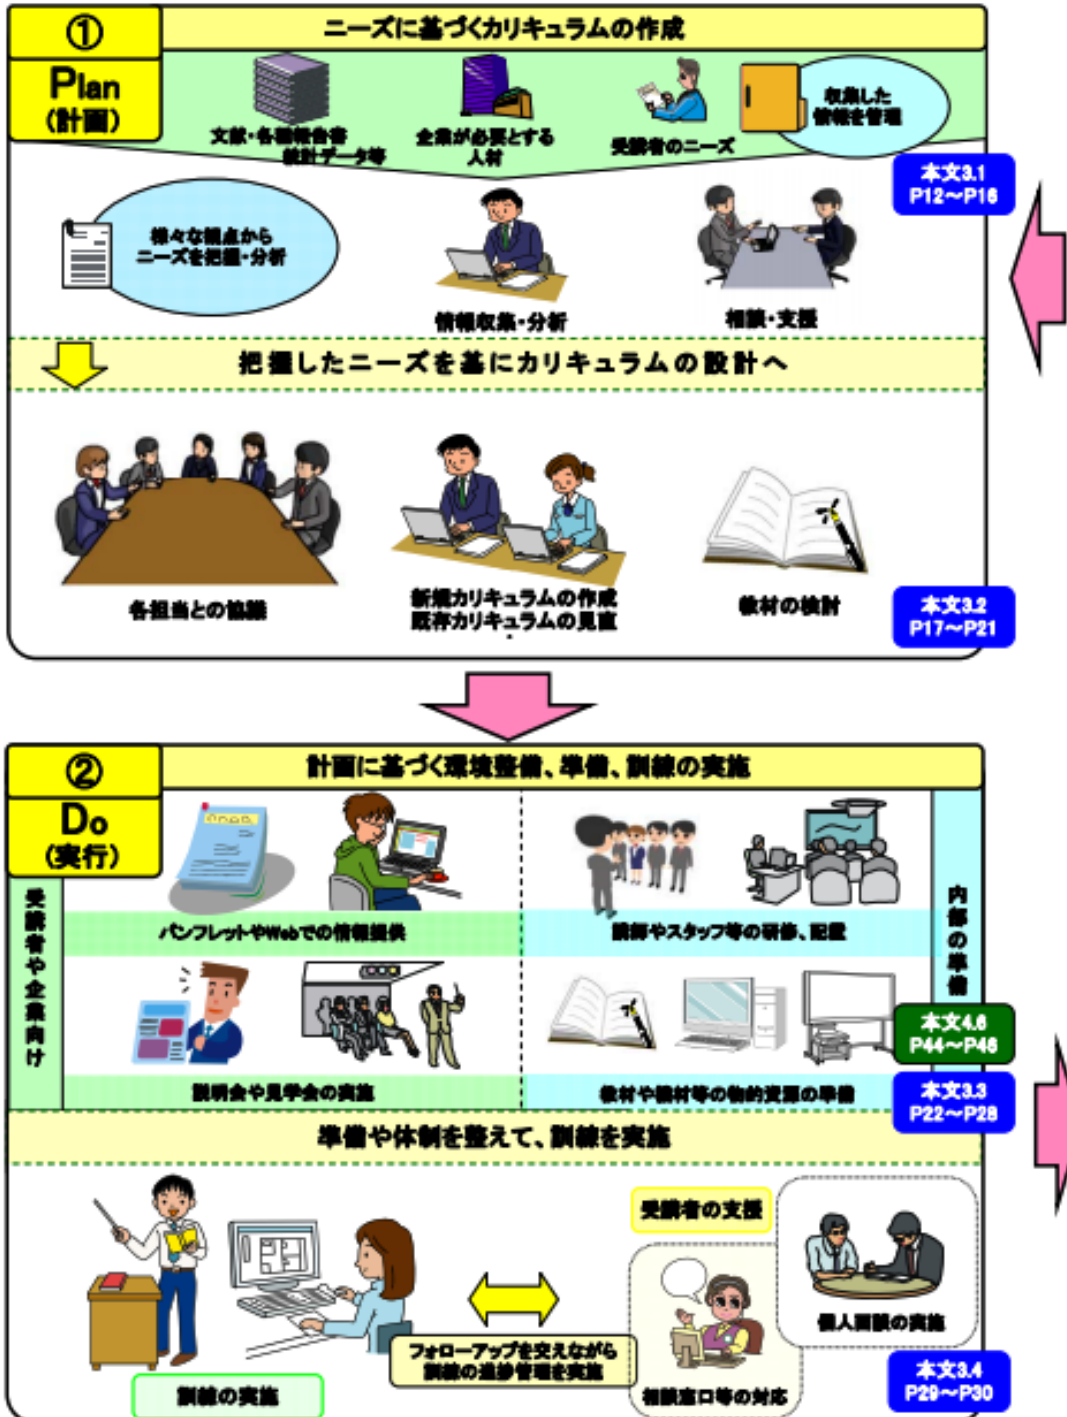 ①
ニーズに基づくカリキュラムの作成
Plan
(計画)
文献・各種報告書
統計データ等
企業が必要とする
人材
受講者のニーズ
収集した
情報を管理
本文3.1
P12～P16
様々な観点から
ニーズを把握・分析
情報収集・分析
相談・支援
把握したニーズを基にカリキュラムの設計へ
各担当との協議
新規カリキュラムの作成
既存カリキュラムの見直
教材の検討
本文3.2
P17～P21
②
計画に基づく環境整備、準備、訓練の実施
Do
(実行)
受講者や企業向け
パンフレットやWebでの情報提供
講師やスタッフ等の研修、配置
内部の準備
説明会や見学会の実施
教材や機材等の物的資源の準備
本文4.6
P44～P46
本文3.3
P22～P28
準備や体制を整えて、訓練を実施
受講者の支援
個人面談の実施
フォローアップを交えながら
訓練の進捗管理を実施
訓練の実施
相談窓口等の対応
本文3.4
P29～P30